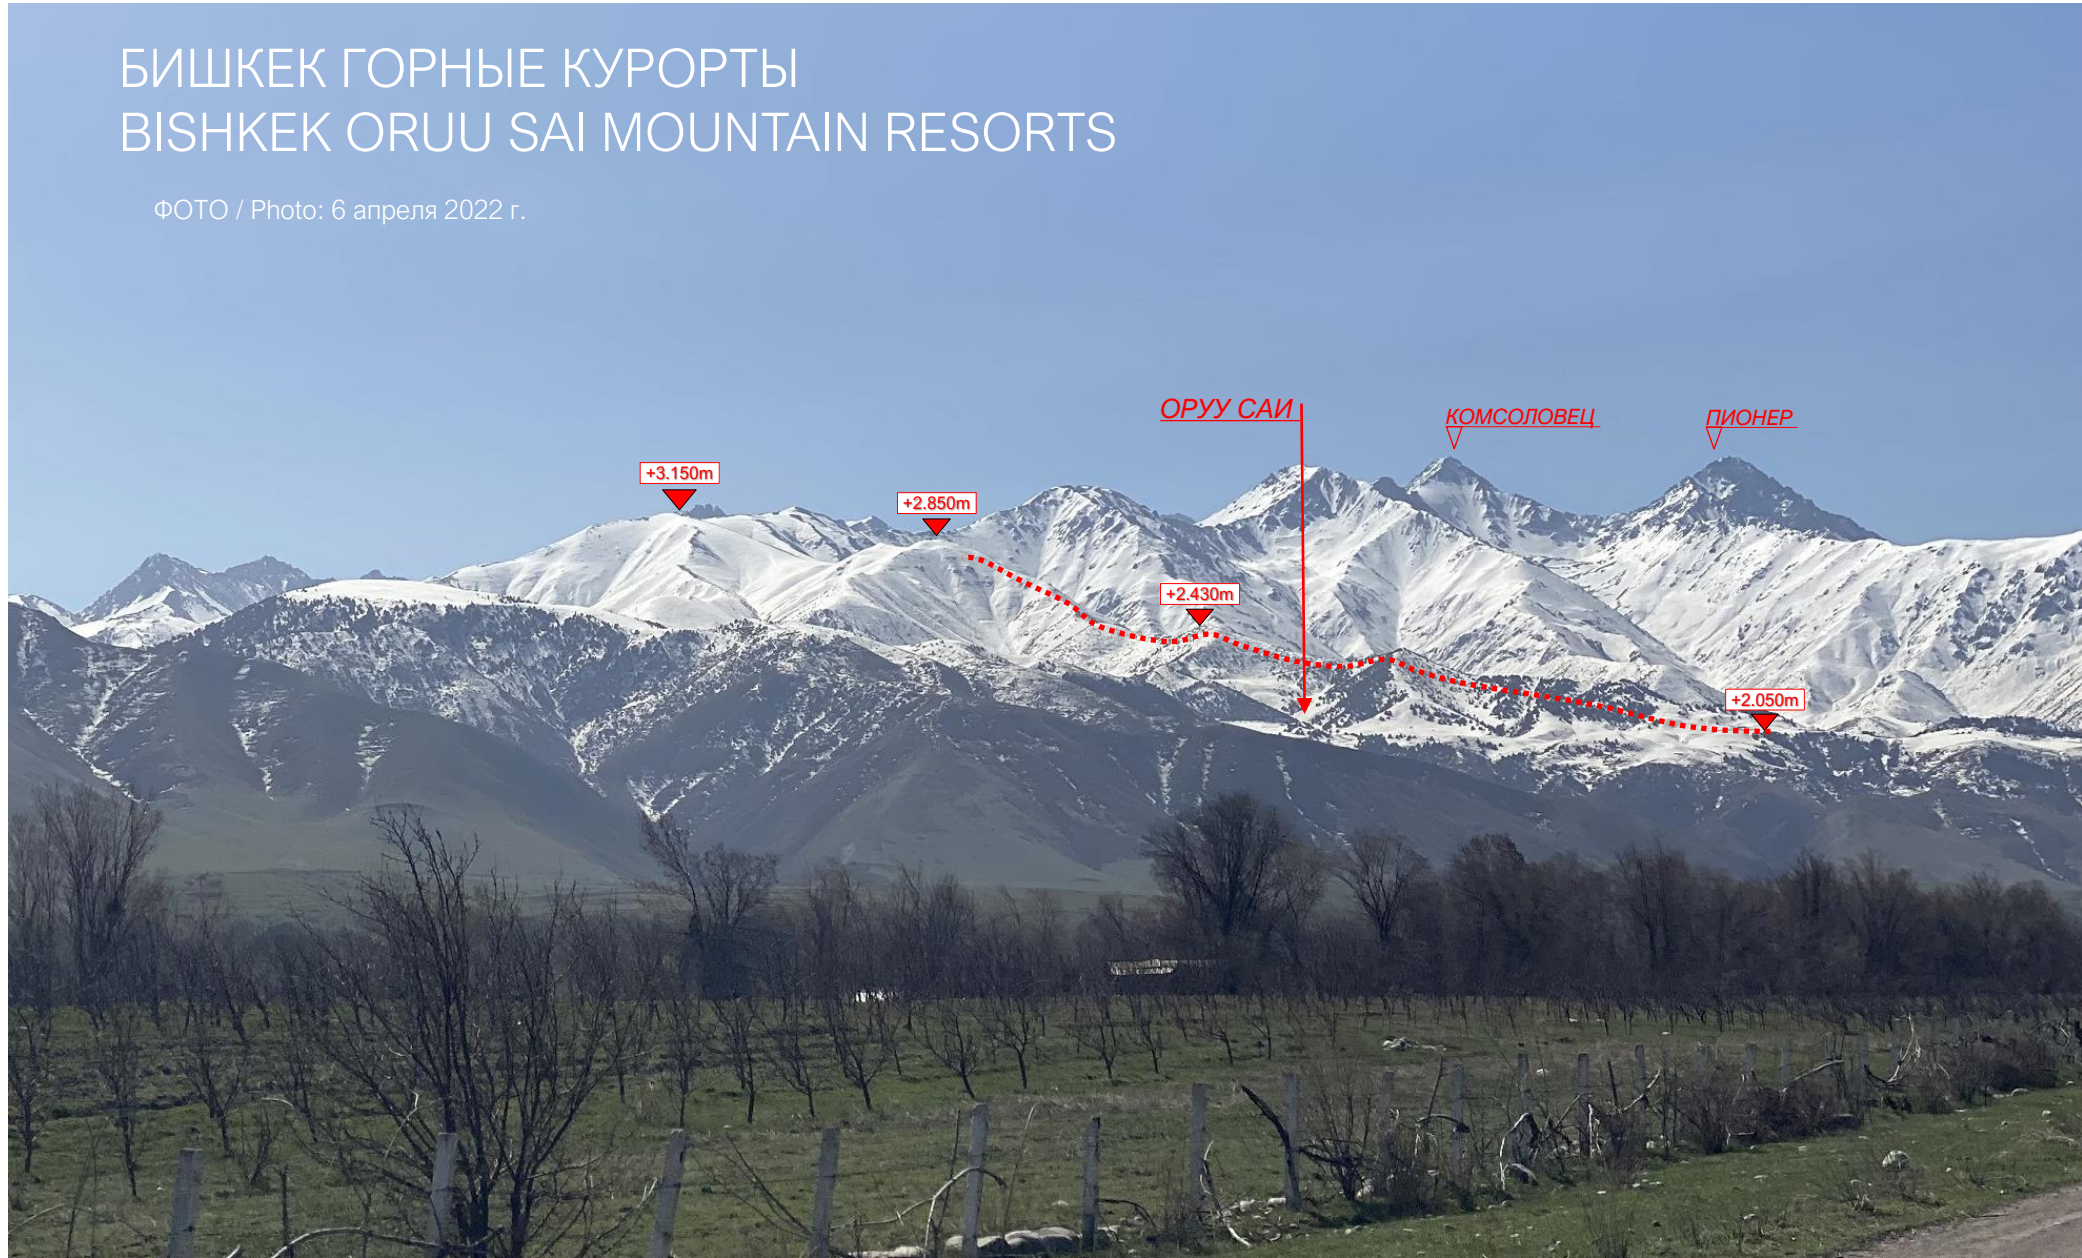 БИШКЕК ГОРНЫЕ КУРОРТЫ
BISHKEK ORUU SAI MOUNTAIN RESORTS
ФОТО / Photo: 6 апреля 2022 г.
ОРУУ САИ
КОМСОЛОВЕЦ
ПИОНЕР
+3.150m
+2.850m
+2.430m
+2.050m